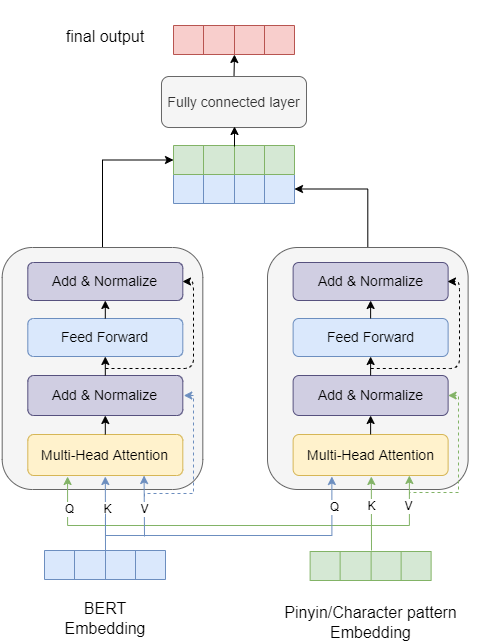 final output
Fully connected layer
Add & Normalize
Feed Forward
Add & Normalize
Multi-Head Attention
Q K V
BERT
Embedding
Add & Normalize
Feed Forward
Add & Normalize
Multi-Head Attention
Q K V
Pinyin/Character pattern
Embedding